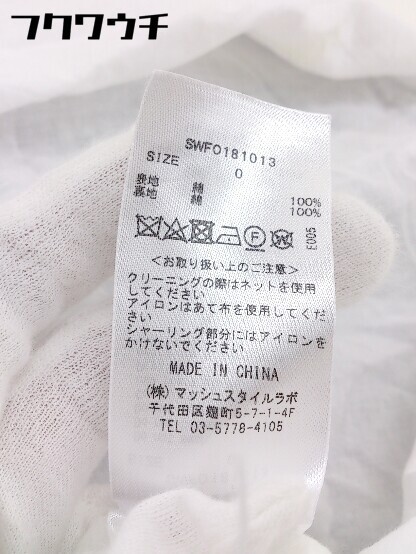 フクワウチ
SWFO181013
SIZE 0
表地 綿 100%
裏地 綿 100%
E005
<お取り扱い上のご注意>
クリーニングの際はネットを使用
してください
アイロンはあて布を使用してくだ
さい
シャーリング部分にはアイロンを
かけないでください
MADE IN CHINA
(株)マッシュスタイルラボ
千代田区麹町5-7-1-4F
TEL 03-5778-4105